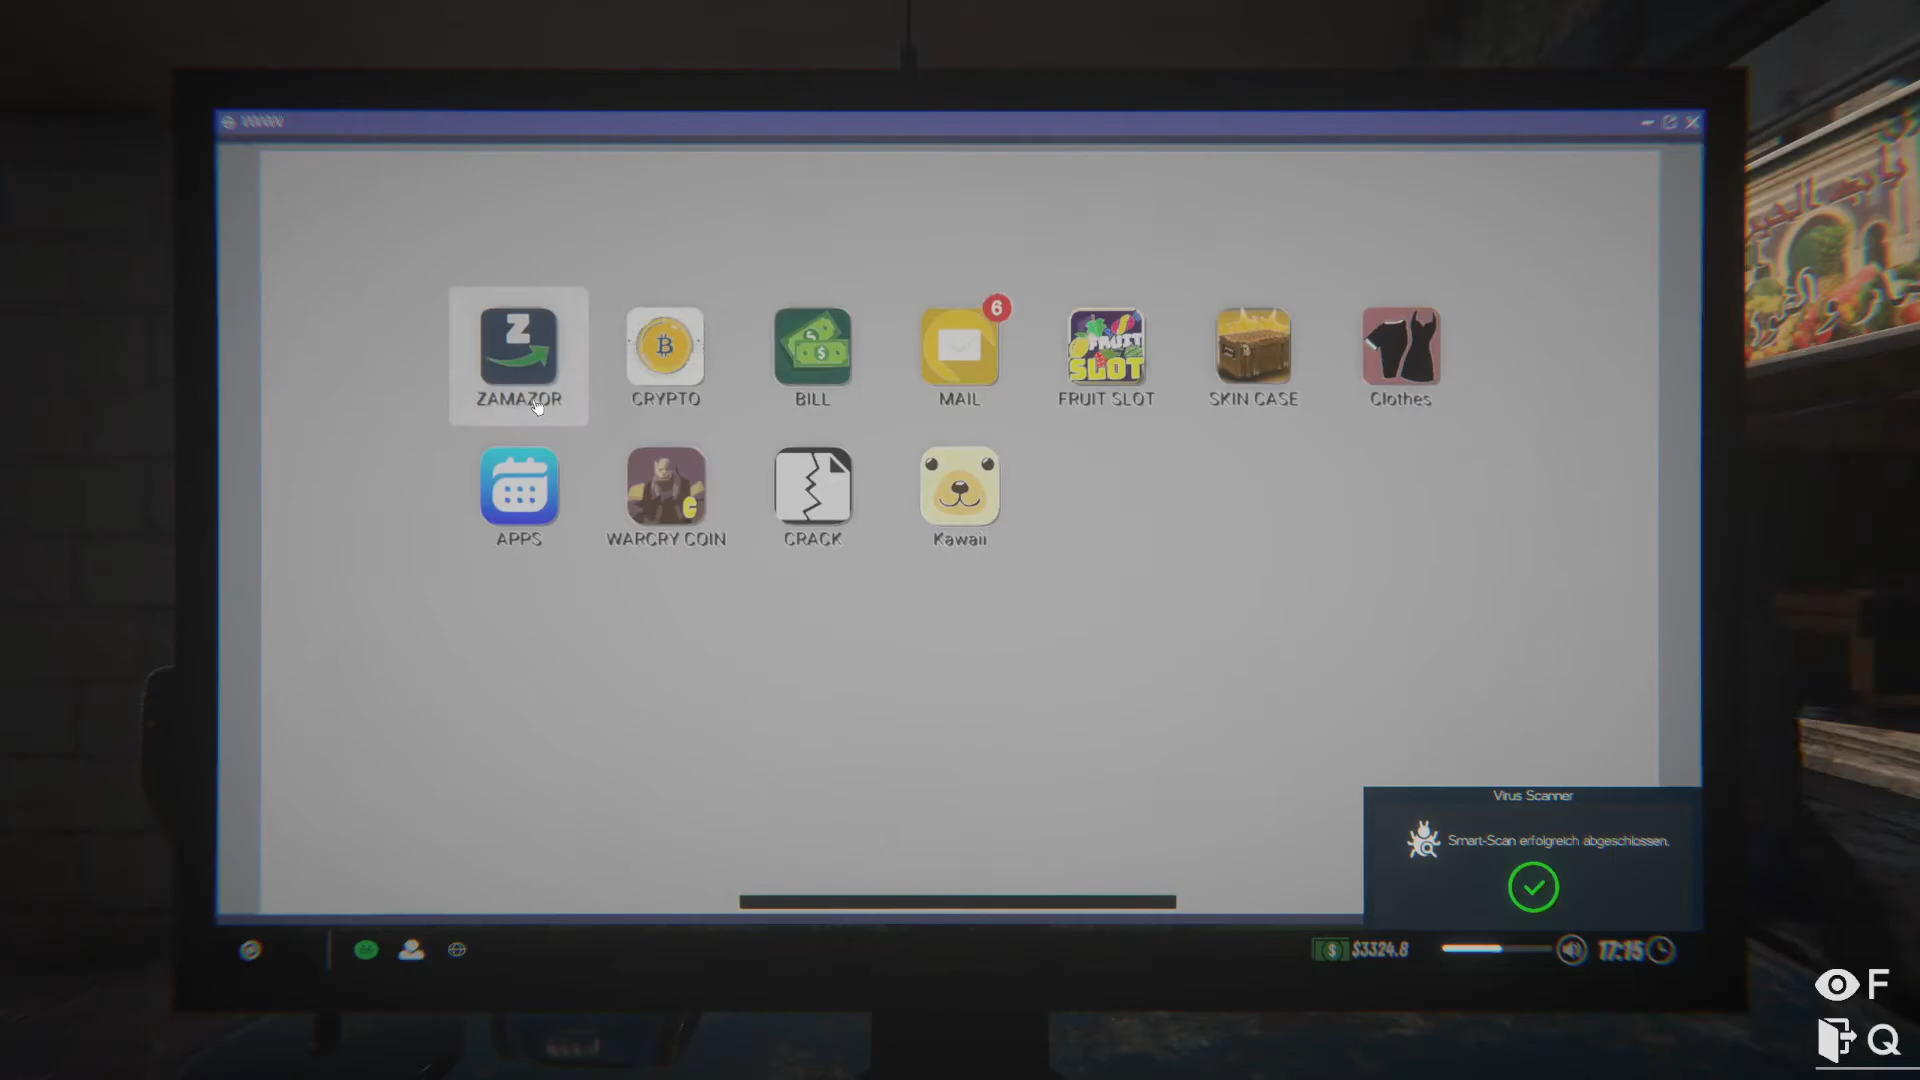 WWW
ZAMAZOR
CRYPTO
BILL
6
MAIL
FRUIT SLOT
SKIN CASE
Clothes
APPS
WARCRY COIN
CRACK
Kawaii
Virus Scanner
Smart-Scan erfolgreich abgeschlossen.
$3324.8
17:15
F
Q